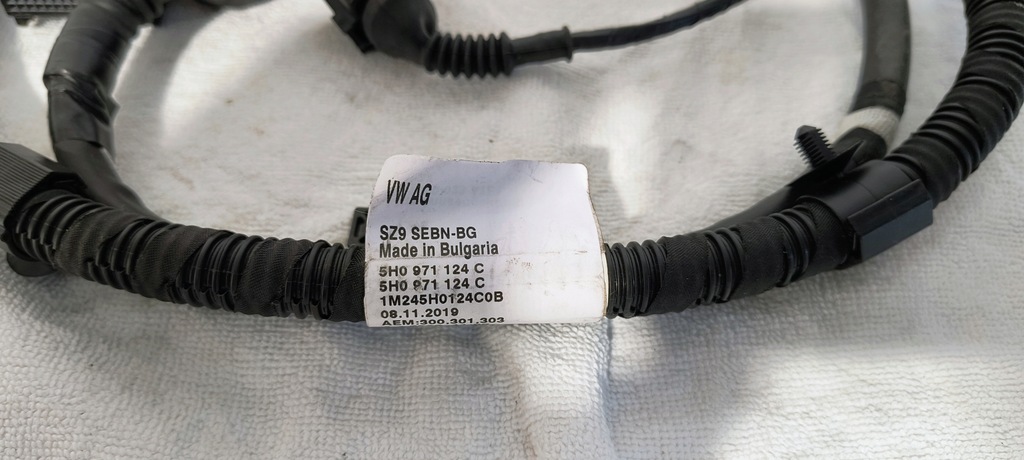 VW AG
SZ9 SEBN-BG
Made in Bulgaria
5H0 971 124 C
5H0 971 124 C
1M245H0124C0B
08.11.2019
AEM:300,301,303